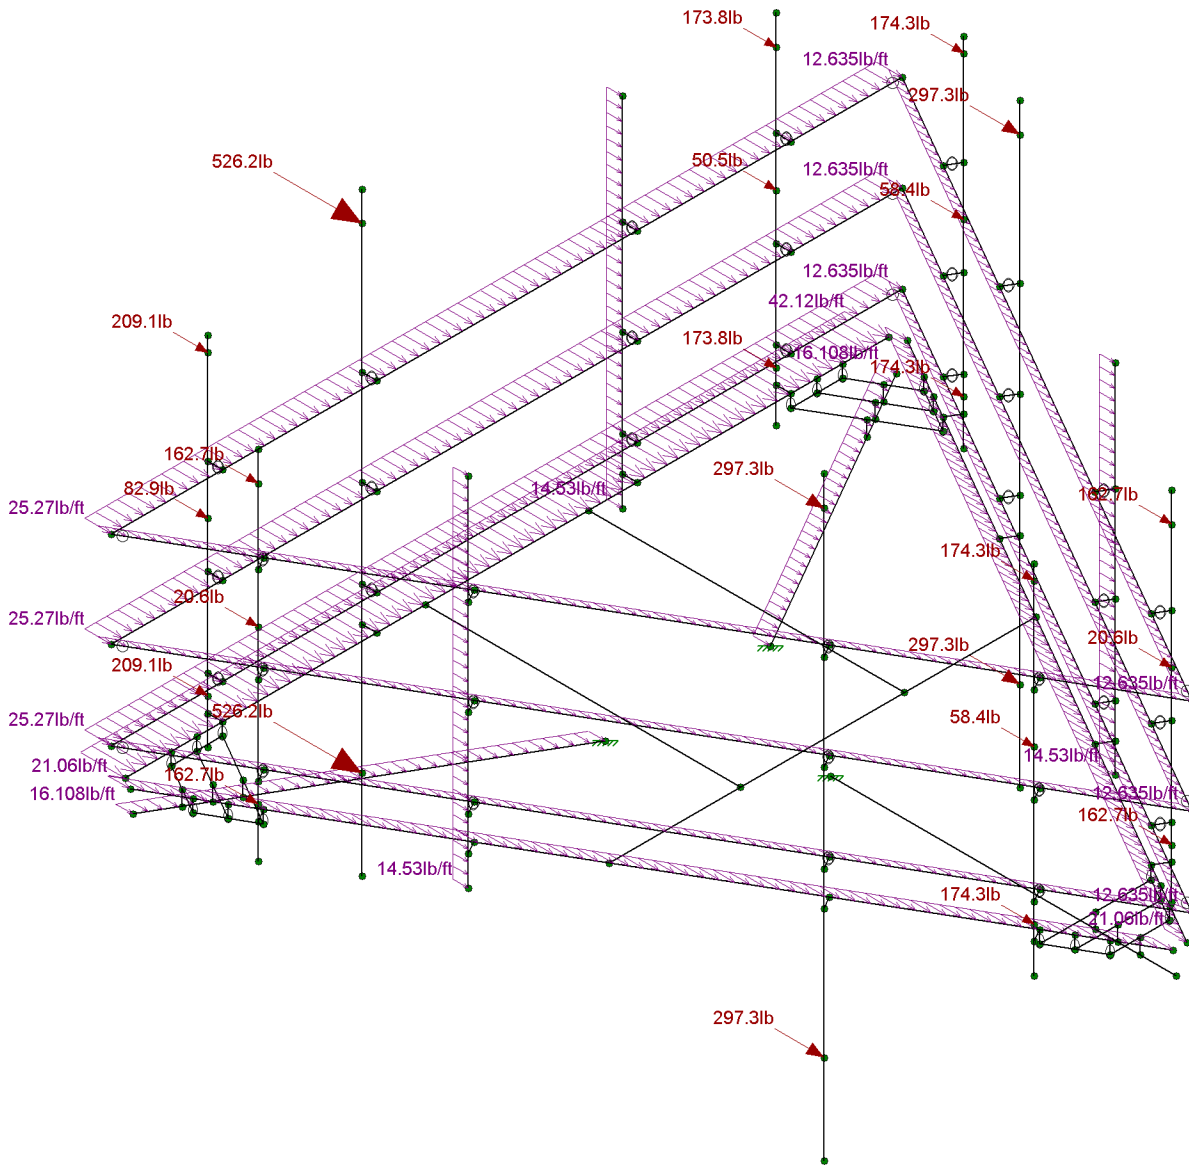 173.8lb
174.3lb
12.635lb/ft
297.3lb
526.2lb
50.5lb
12.635lb/ft
58.4lb
12.635lb/ft
42.12lb/ft
209.1lb
173.8lb
16.108lb/ft
174.3lb
162.7lb
297.3lb
82.9lb
14.53lb/ft
162.7lb
25.27lb/ft
174.3lb
20.6lb
25.27lb/ft
20.6lb
297.3lb
209.1lb
12.635lb/ft
526.2lb
25.27lb/ft
58.4lb
14.53lb/ft
21.06lb/ft
162.7lb
16.108lb/ft
12.635lb/ft
162.7lb
14.53lb/ft
174.3lb
12.635lb/ft
21.06lb/ft
297.3lb